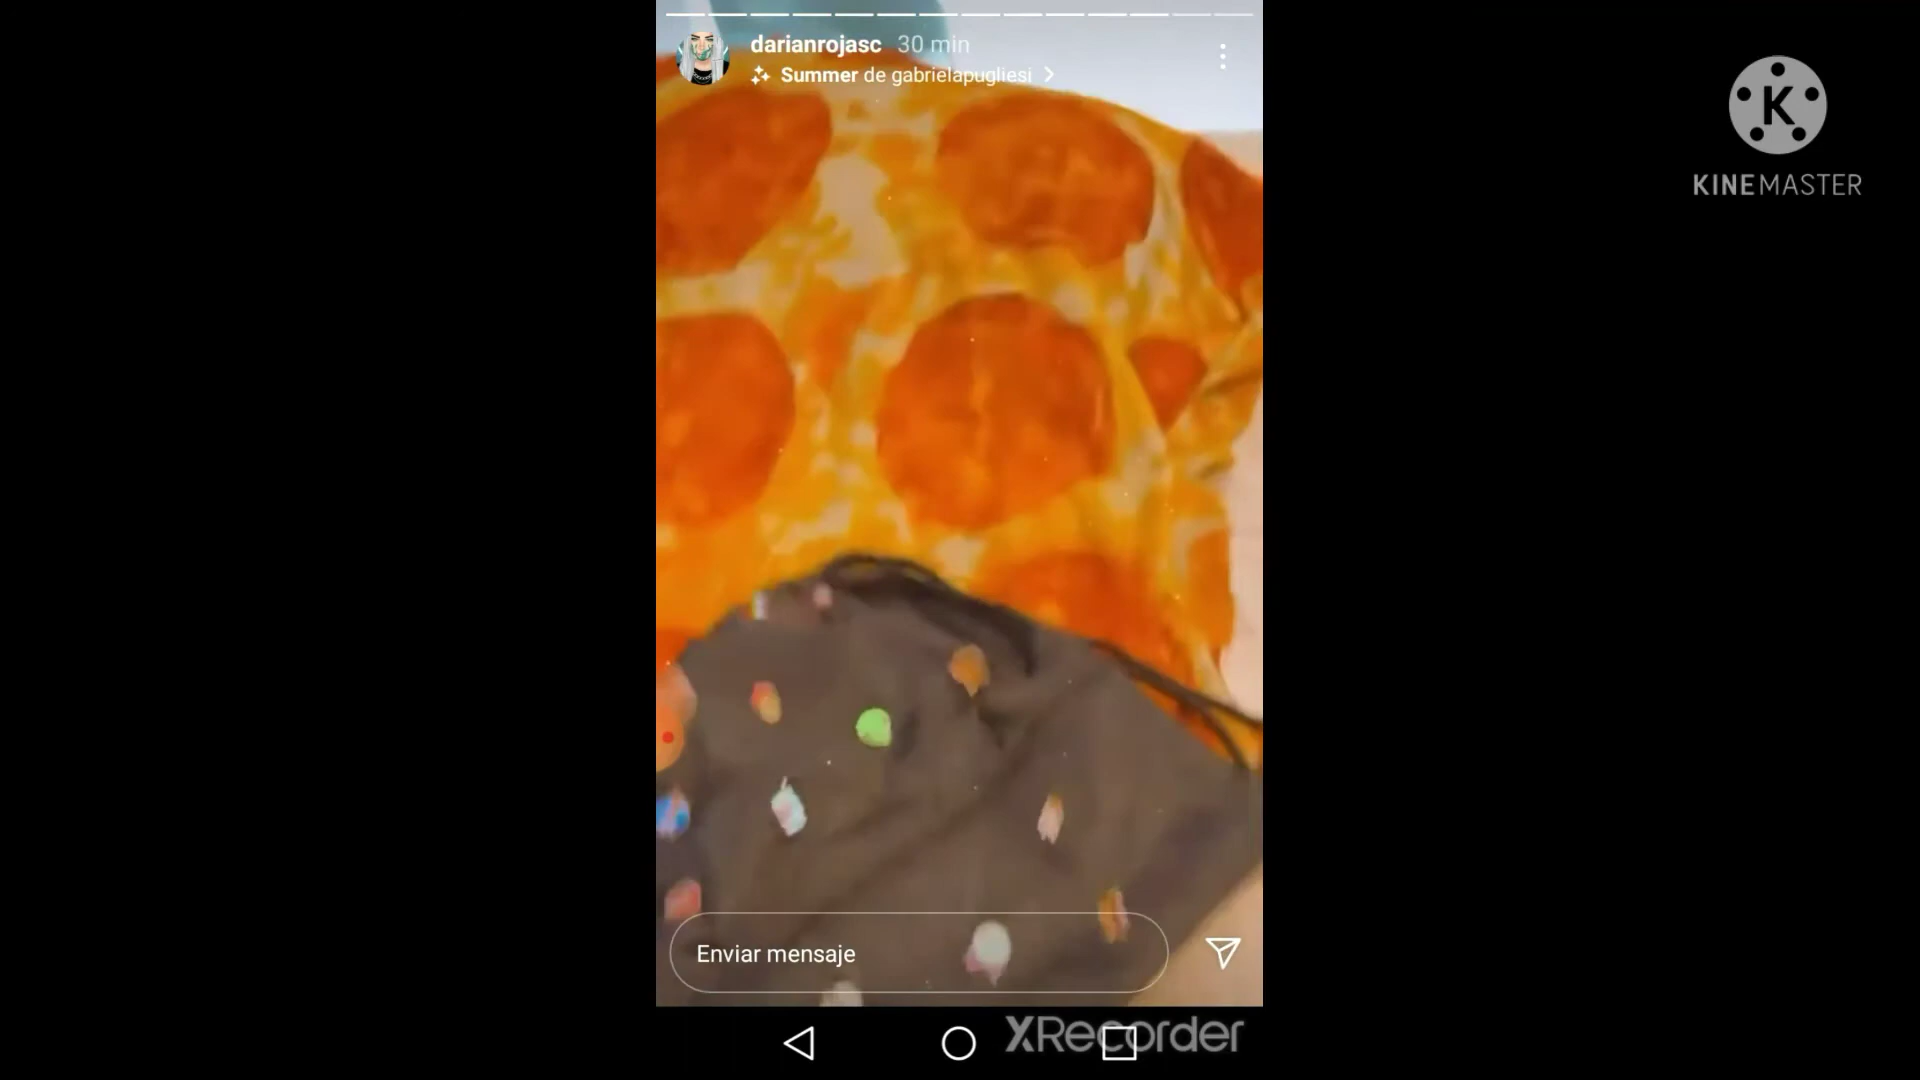 darianrojasc 30 min
Summer de gabrielapugliesi
K
KINEMASTER
Enviar mensaje
XRecorder